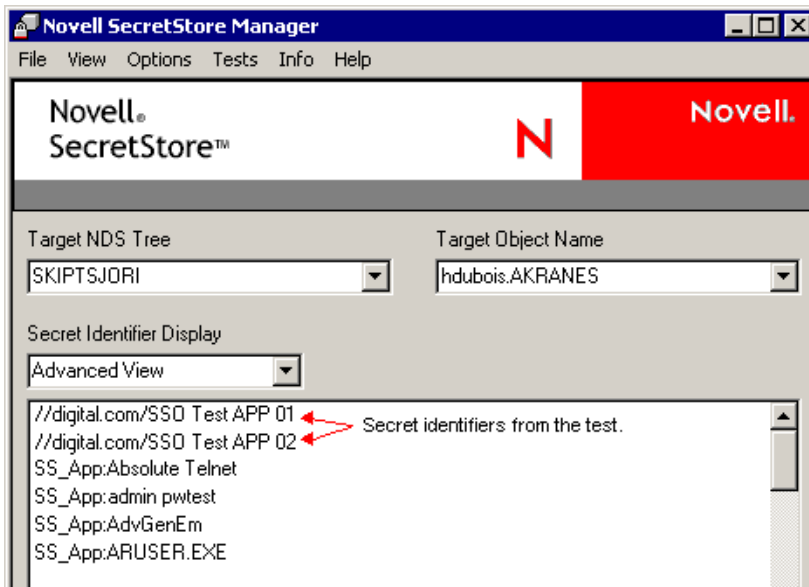 Novell SecretStore Manager
File View Options Tests Info Help
Novell®
SecretStore™
N
Novell.
Target NDS Tree
Target Object Name
SKIPTSJORI
hdubois.AKRANES
Secret Identifier Display
Advanced View
//digital.com/SSO Test APP 01
Secret identifiers from the test.
//digital.com/SSO Test APP 02
SS_App:Absolute Telnet
SS_App:admin pwtest
SS_App:AdvGenEm
SS_App:ARUSER.EXE